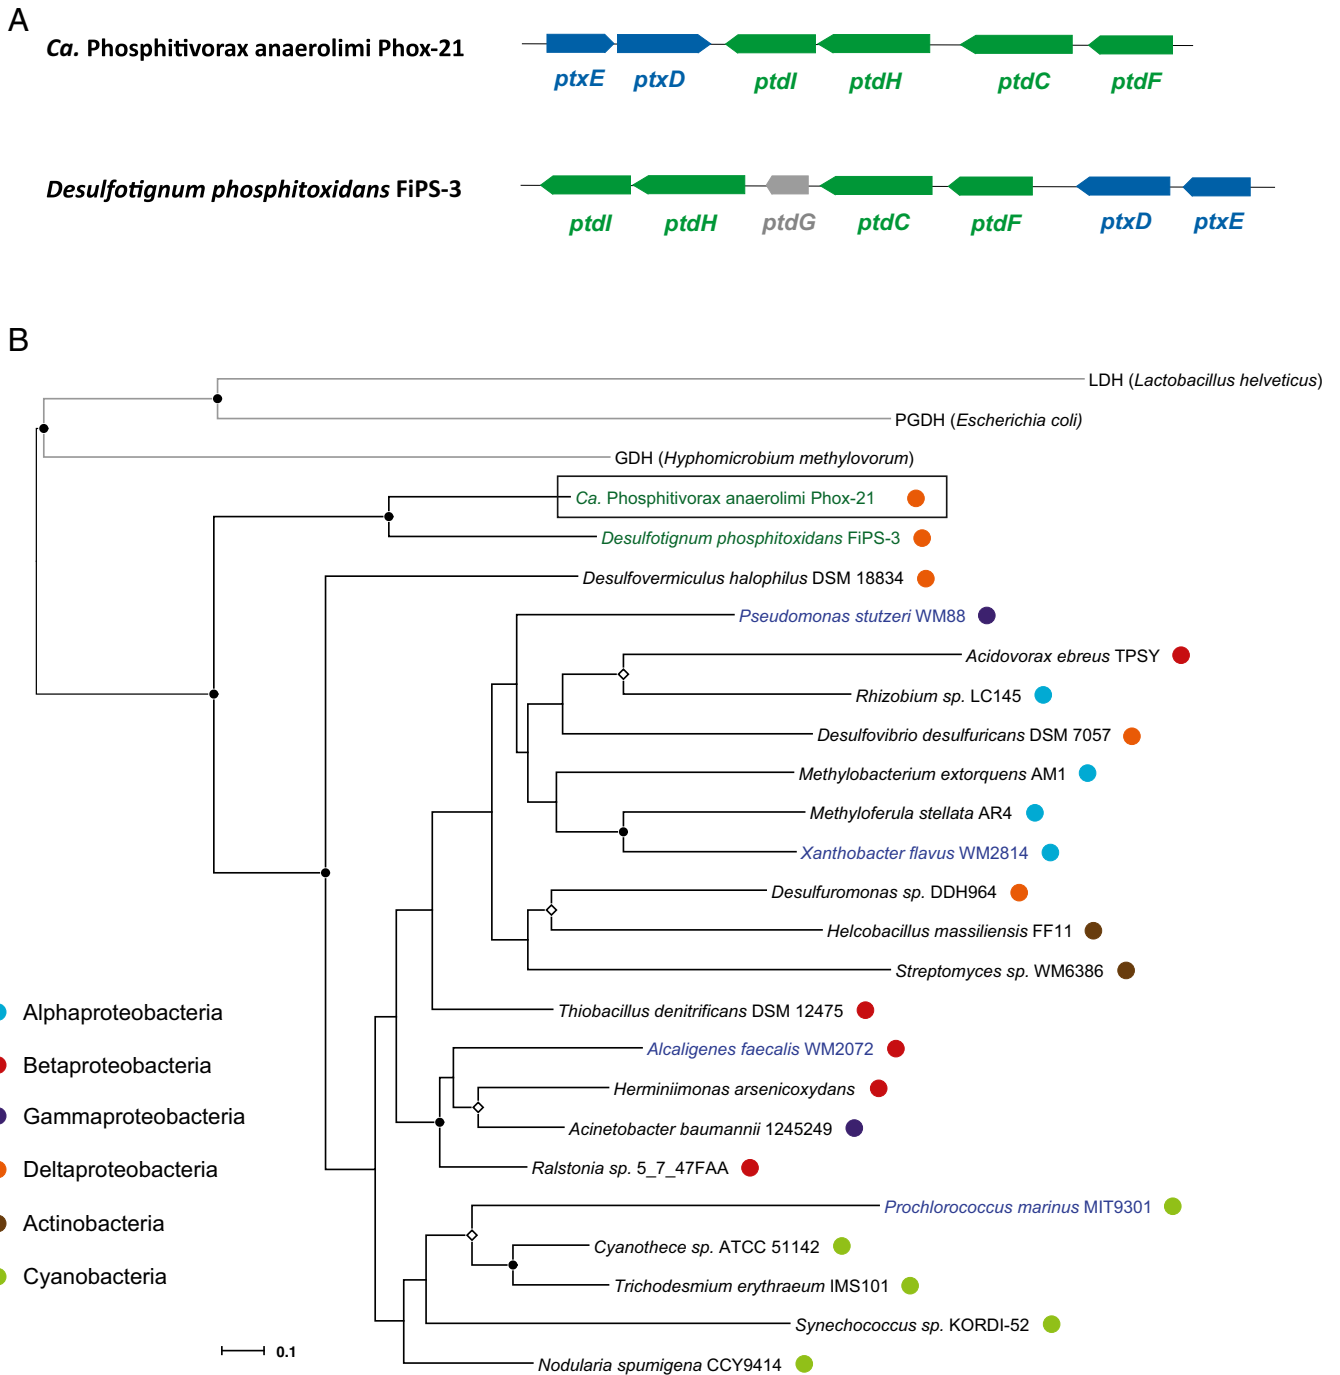 A
Ca. Phosphitivorax anaerolimi Phox-21
ptxE ptxD ptdI ptdH ptdC ptdF
Desulfotignum phosphitoxidans FiPS-3
ptdI ptdH ptdG ptdC ptdF ptxD ptxE
B
LDH (Lactobacillus helveticus)
PGDH (Escherichia coli)
GDH (Hyphomicrobium methylovorum)
Ca. Phosphitivorax anaerolimi Phox-21
Desulfotignum phosphitoxidans FiPS-3
Desulfovermiculus halophilus DSM 18834
Pseudomonas stutzeri WM88
Acidovorax ebreus TPSY
Rhizobium sp. LC145
Desulfovibrio desulfuricans DSM 7057
Methylobacterium extorquens AM1
Methyloferula stellata AR4
Xanthobacter flavus WM2814
Desulfuromonas sp. DDH964
Helcobacillus massiliensis FF11
Streptomyces sp. WM6386
Thiobacillus denitrificans DSM 12475
Alcaligenes faecalis WM2072
Herminiimonas arsenicoxydans
Acinetobacter baumannii 1245249
Ralstonia sp. 5_7_47FAA
Prochlorococcus marinus MIT9301
Cyanothece sp. ATCC 51142
Trichodesmium erythraeum IMS101
Synechococcus sp. KORDI-52
Nodularia spumigena CCY9414
Alphaproteobacteria
Betaproteobacteria
Gammaproteobacteria
Deltaproteobacteria
Actinobacteria
Cyanobacteria
0.1